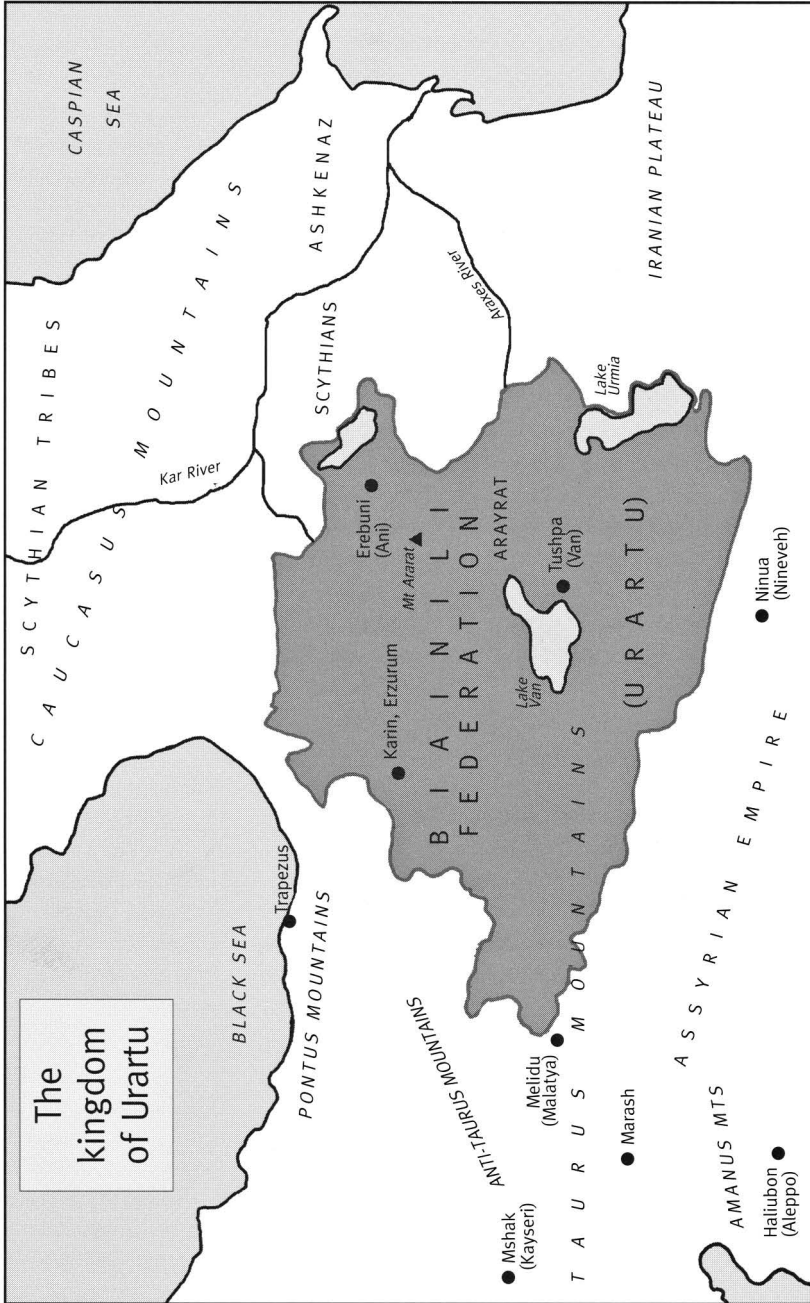 The
kingdom
of Urartu
CASPIAN
SEA
SCYTHIAN TRIBES
CAUCASUS
MOUNTAINS
Kar River
ASHKENAZ
SCYTHIANS
Araxes River
IRANIAN PLATEAU
BLACK SEA
Trapezus
PONTUS MOUNTAINS
Erebuni
(Ani)
Mt Ararat
Karin, Erzurum
BIAINILI
FEDERATION
ARAYRAT
Lake
Urmia
Lake
Van
Tushpa
(Van)
(URARTU)
ANTI-TAURUS MOUNTAINS
Mshak
(Kayseri)
Melidu
(Malatya)
TAURUS MOUNTAINS
Marash
Ninua
(Nineveh)
ASSYRIAN EMPIRE
AMANUS MTS
Haliubon
(Aleppo)